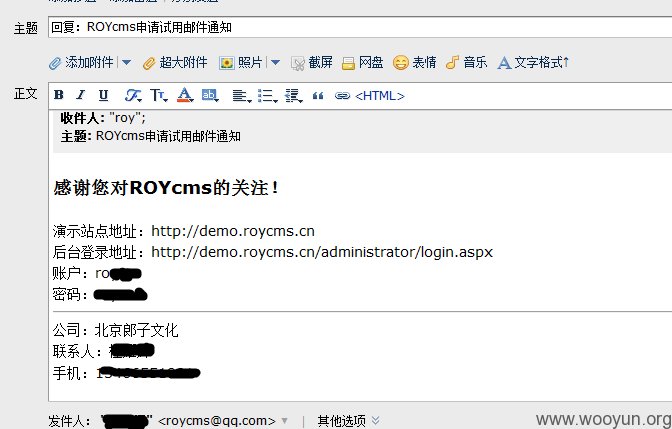 主题 回复：ROYcms申请试用邮件通知
添加附件 超大附件 照片 截屏 网盘 表情 音乐 A文字格式↑
正文 B I U <HTML>
收件人: "roy";
主题: ROYcms申请试用邮件通知
感谢您对ROYcms的关注！
演示站点地址：http://demo.roycms.cn
后台登录地址：http://demo.roycms.cn/administrator/login.aspx
账户：ro
密码：
公司：北京郎子文化
联系人：
手机：
发件人： " " <roycms@qq.com> | 其他选项
www.wooyun.org